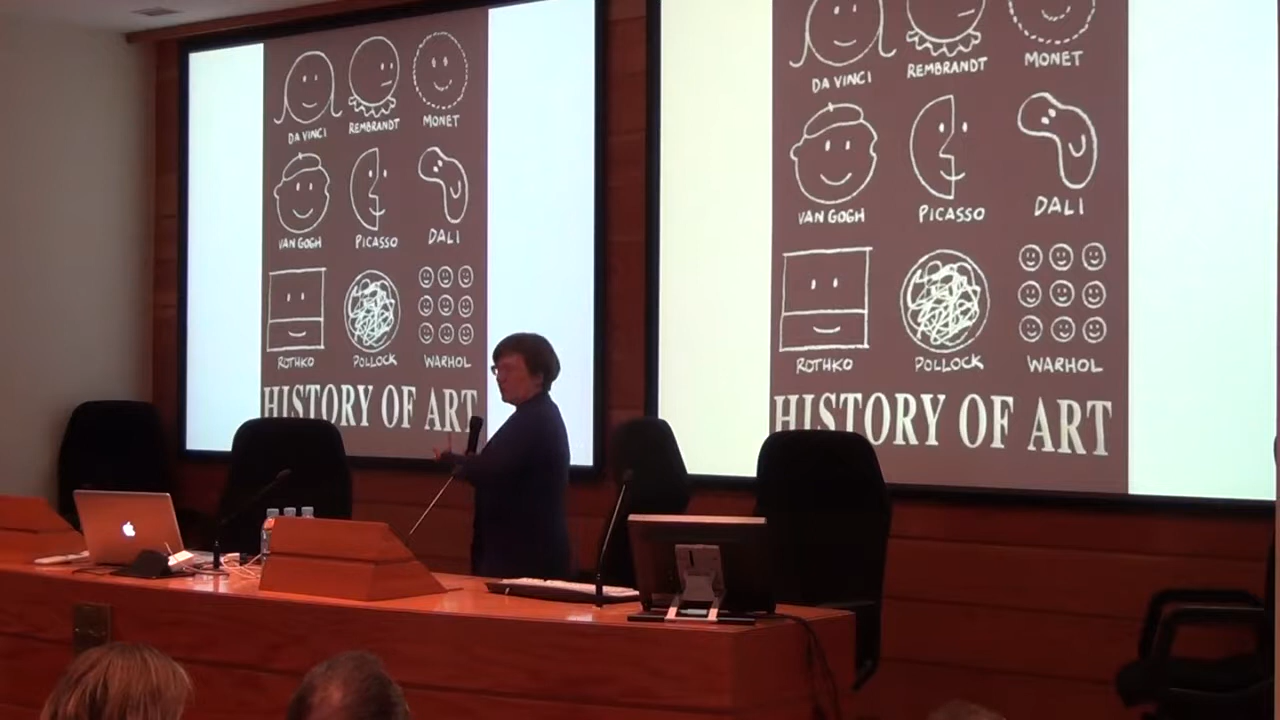 DA VINCI REMBRANDT MONET
VAN GOGH PICASSO DALI
ROTHKO POLLOCK WARHOL
HISTORY OF ART
DA VINCI REMBRANDT MONET
VAN GOGH PICASSO DALI
ROTHKO POLLOCK WARHOL
HISTORY OF ART